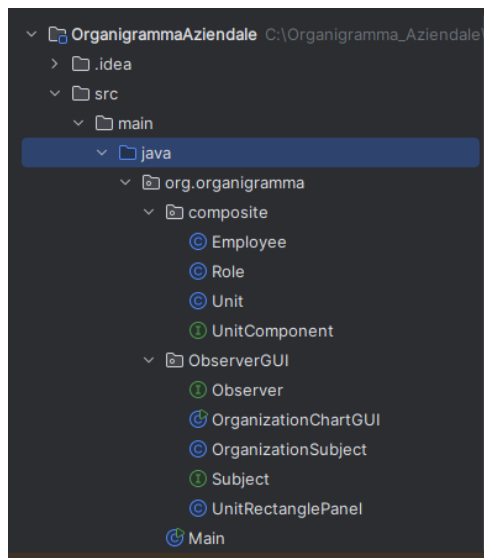 OrganigrammaAziendale C:\Organigramma_Aziendale\
.idea
src
main
java
org.organigramma
composite
Employee
Role
Unit
UnitComponent
ObserverGUI
Observer
OrganizationChartGUI
OrganizationSubject
Subject
UnitRectanglePanel
Main